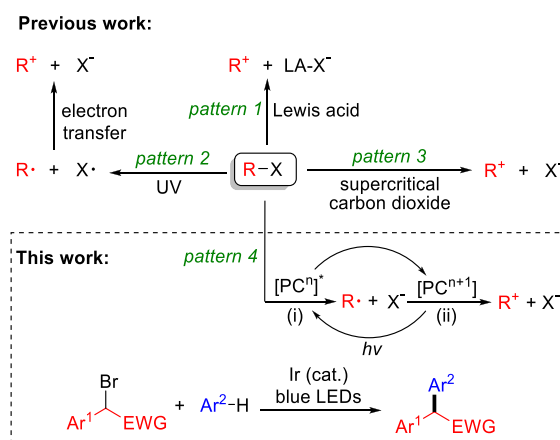 Previous work:
R⁺ + X⁻
R⁺ + LA-X⁻
electron
transfer
pattern 1
Lewis acid
R• + X•
pattern 2
UV
R–X
pattern 3
supercritical
carbon dioxide
R⁺ + X⁻
This work:
pattern 4
[PCⁿ]*
(i)
R• + X⁻
[PCⁿ⁺¹]
(ii)
R⁺ + X⁻
hv
Br
Ar¹ EWG
+ Ar²–H
Ir (cat.)
blue LEDs
Ar²
Ar¹ EWG